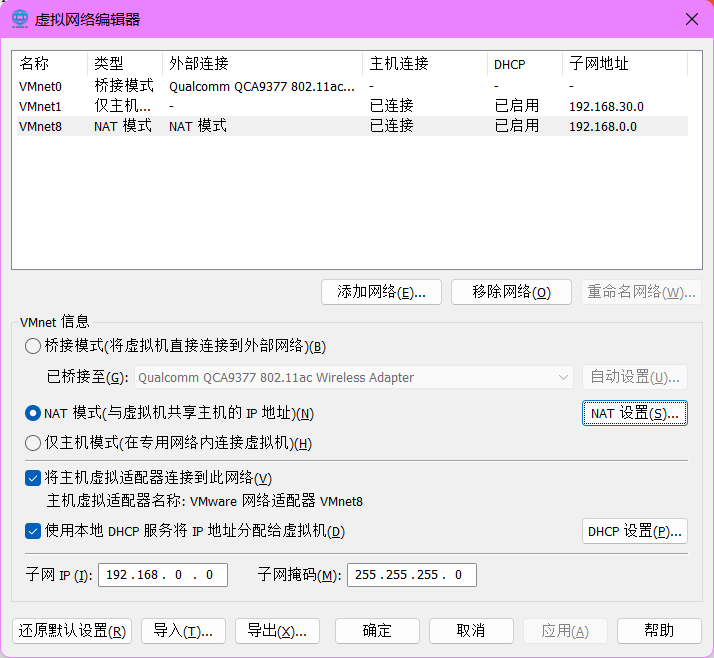 虚拟网络编辑器
名称 类型 外部连接 主机连接 DHCP 子网地址
VMnet0 桥接模式 Qualcomm QCA9377 802.11ac... - - -
VMnet1 仅主机... - 已连接 已启用 192.168.30.0
VMnet8 NAT 模式 NAT 模式 已连接 已启用 192.168.0.0
添加网络(E)... 移除网络(O) 重命名网络(W)...
VMnet 信息
桥接模式(将虚拟机直接连接到外部网络)(B)
已桥接至(G): Qualcomm QCA9377 802.11ac Wireless Adapter 自动设置(U)...
NAT 模式(与虚拟机共享主机的 IP 地址)(N) NAT 设置(S)...
仅主机模式(在专用网络内连接虚拟机)(H)
将主机虚拟适配器连接到此网络(V)
主机虚拟适配器名称: VMware 网络适配器 VMnet8
使用本地 DHCP 服务将 IP 地址分配给虚拟机(D) DHCP 设置(P)...
子网 IP (I): 192.168. 0 . 0 子网掩码(M): 255.255.255. 0
还原默认设置(R) 导入(T)... 导出(X)... 确定 取消 应用(A) 帮助